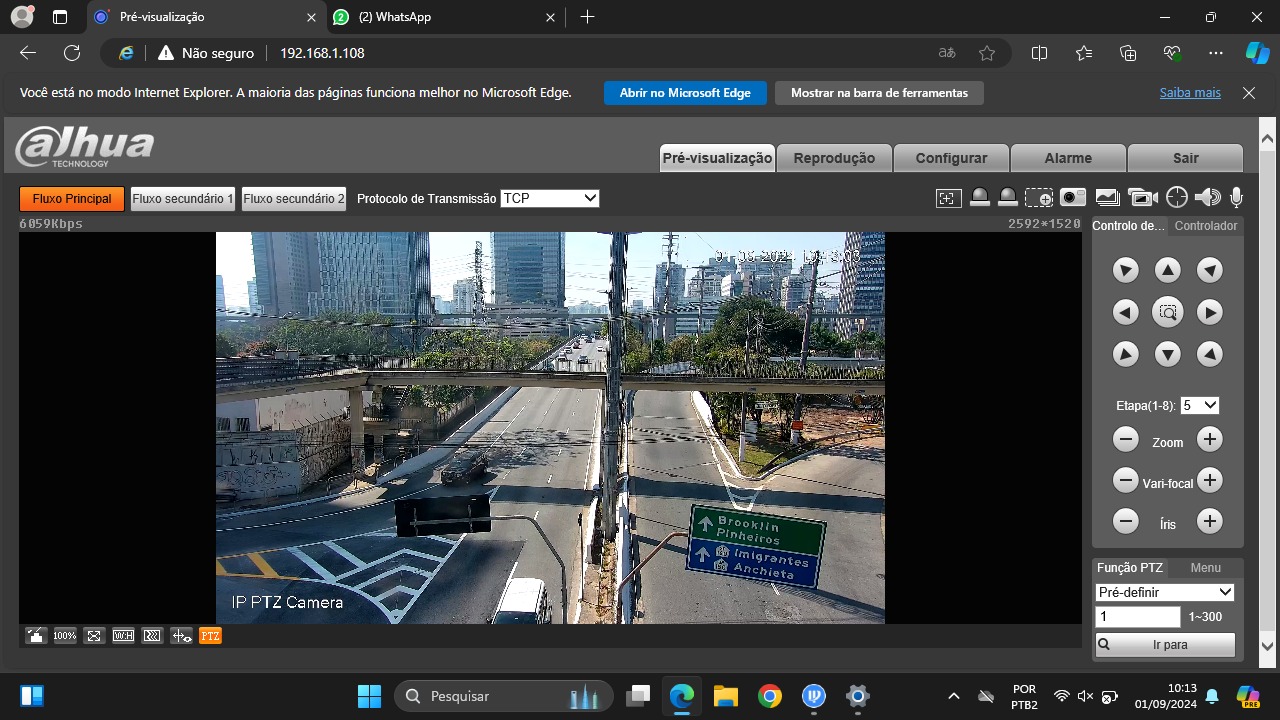 Pré-visualização
(2) WhatsApp
Não seguro
192.168.1.108
Você está no modo Internet Explorer. A maioria das páginas funciona melhor no Microsoft Edge.
Abrir no Microsoft Edge
Mostrar na barra de ferramentas
Saiba mais
alhua
TECHNOLOGY
Pré-visualização
Reprodução
Configurar
Alarme
Sair
Fluxo Principal
Fluxo secundário 1
Fluxo secundário 2
Protocolo de Transmissão
TCP
6059Kbps
2592*1520
Controlo de...
Controlador
Etapa(1-8):
5
Zoom
Vari-focal
Íris
Brooklin
Pinheiros
Imigrantes
Anchieta
IP PTZ Camera
100%
W:H
PTZ
Função PTZ
Menu
Pré-definir
1
1~300
Ir para
Pesquisar
POR
PTB2
10:13
01/09/2024
PRE